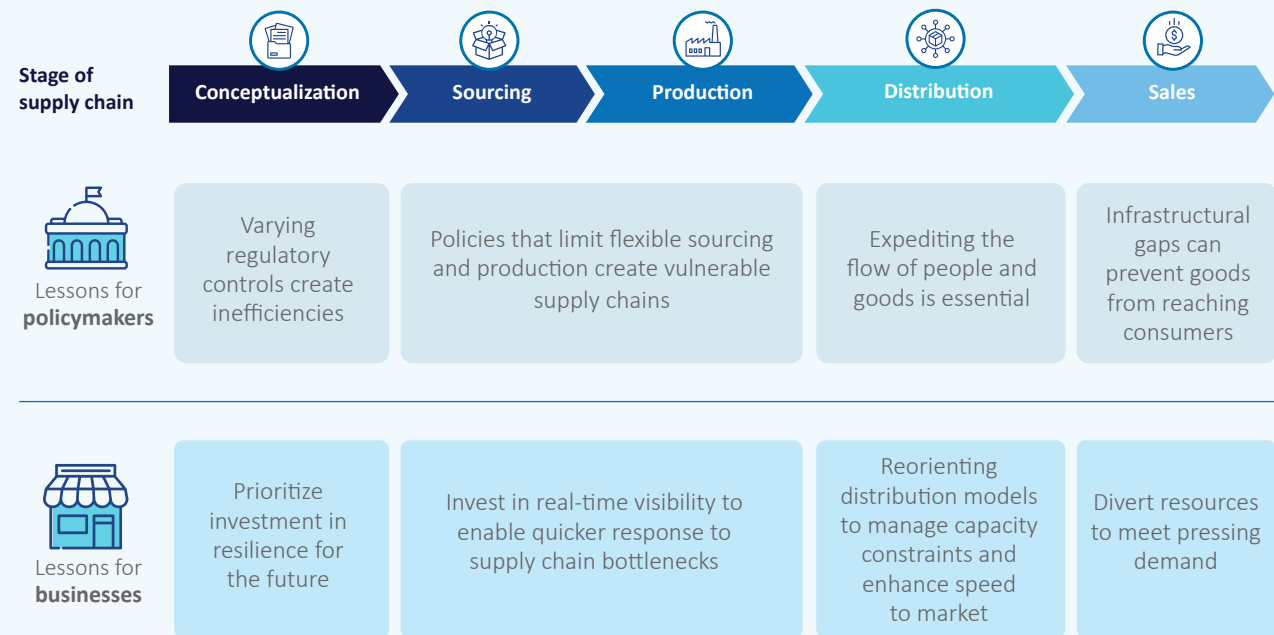 Stage of
supply chain
Conceptualization
Sourcing
Production
Distribution
Sales
Lessons for
policymakers
Varying
regulatory
controls create
inefficiencies
Policies that limit flexible sourcing
and production create vulnerable
supply chains
Expediting the
flow of people and
goods is essential
Infrastructural
gaps can
prevent goods
from reaching
consumers
Lessons for
businesses
Prioritize
investment in
resilience for
the future
Invest in real-time visibility to
enable quicker response to
supply chain bottlenecks
Reorienting
distribution models
to manage capacity
constraints and
enhance speed
to market
Divert resources
to meet pressing
demand